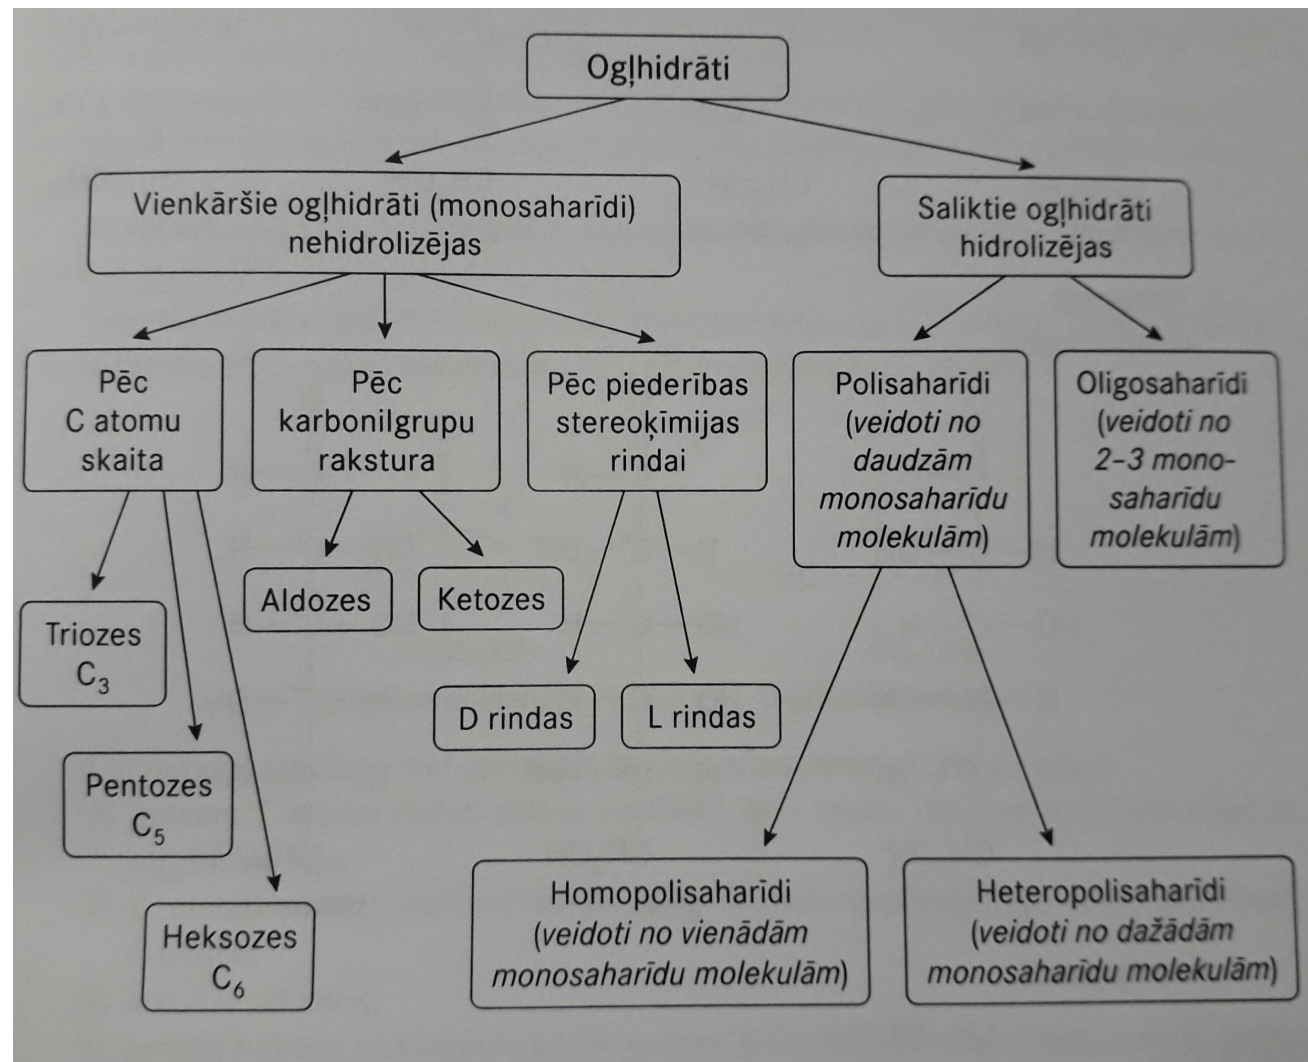 Ogļhidrāti
Vienkāršie ogļhidrāti (monosaharīdi)
nehidrolizējas
Saliktie ogļhidrāti
hidrolizējas
Pēc
C atomu
skaita
Pēc
karbonilgrupu
rakstura
Pēc piederības
stereoķīmijas
rindai
Polisaharīdi
(veidoti no
daudzām
monosaharīdu
molekulām)
Oligosaharīdi
(veidoti no
2–3 mono-
saharīdu
molekulām)
Triozes
C₃
Pentozes
C₅
Heksozes
C₆
Aldozes
Ketozes
D rindas
L rindas
Homopolisaharīdi
(veidoti no vienādām
monosaharīdu molekulām)
Heteropolisaharīdi
(veidoti no dažādām
monosaharīdu molekulām)